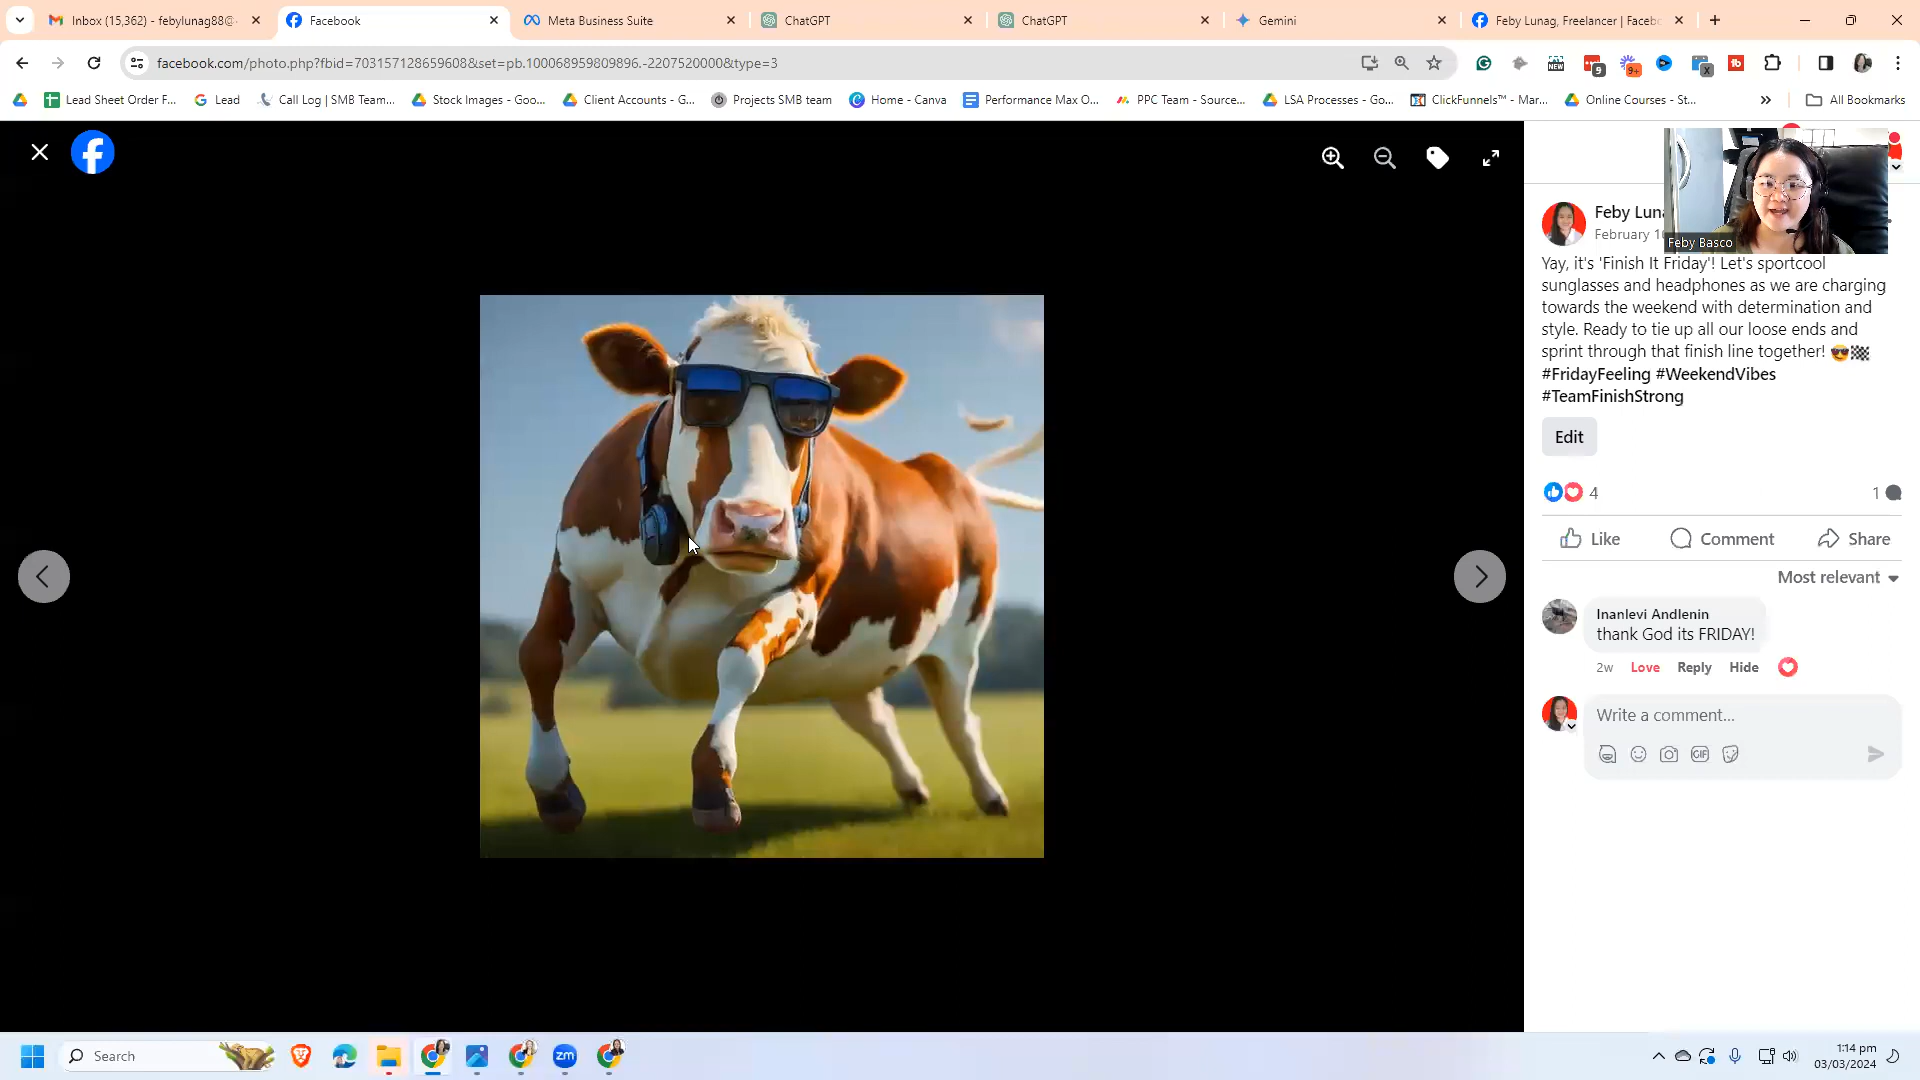 Inbox (15,362) - febylunag88@
Facebook
Meta Business Suite
ChatGPT
ChatGPT
Gemini
Feby Lunag, Freelancer | Facebo
facebook.com/photo.php?fbid=703157128659608&set=pb.100068959809896.-2207520000&type=3
NEW
9
9+
X
Lead Sheet Order F...
Lead
Call Log | SMB Team...
Stock Images - Goo...
Client Accounts - G...
Projects SMB team
Home - Canva
Performance Max O...
PPC Team - Source...
LSA Processes - Go...
ClickFunnels™ - Mar...
Online Courses - St...
All Bookmarks
Feby Luna
February 1
Feby Basco
Yay, it's 'Finish It Friday'! Let's sportcool
sunglasses and headphones as we are charging
towards the weekend with determination and
style. Ready to tie up all our loose ends and
sprint through that finish line together! 😎🏁
#FridayFeeling #WeekendVibes
#TeamFinishStrong
Edit
4
1
Like
Comment
Share
Most relevant
Inanlevi Andlenin
thank God its FRIDAY!
2w Love Reply Hide
Write a comment...
GIF
Search
zm
1:14 pm
03/03/2024